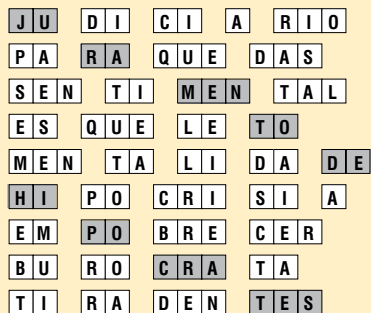 JU DI CI A RIO
PA RA QUE DAS
SEN TI MEN TAL
ES QUE LE TO
MEN TA LI DA DE
HI PO CRI SI A
EM PO BRE CER
BU RO CRA TA
TI RA DEN TES